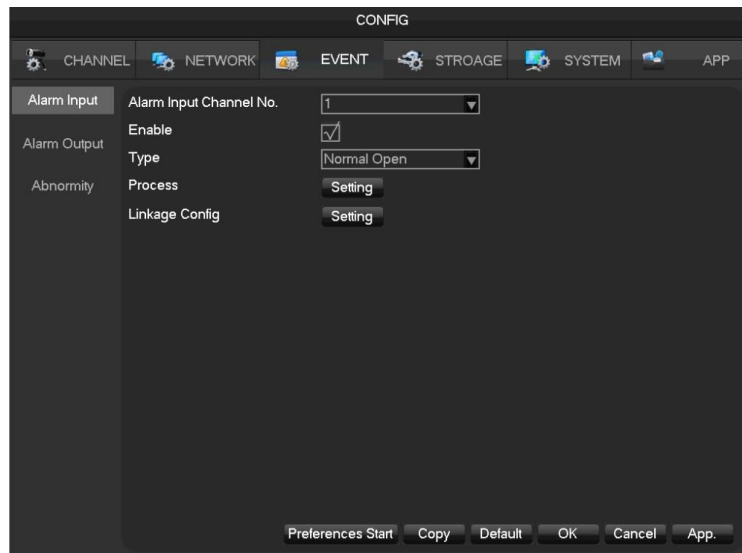 CONFIG
CHANNEL NETWORK EVENT STROAGE SYSTEM APP
Alarm Input
Alarm Output
Abnormity
Alarm Input Channel No. 1
Enable
Type Normal Open
Process Setting
Linkage Config Setting
Preferences Start Copy Default OK Cancel App.